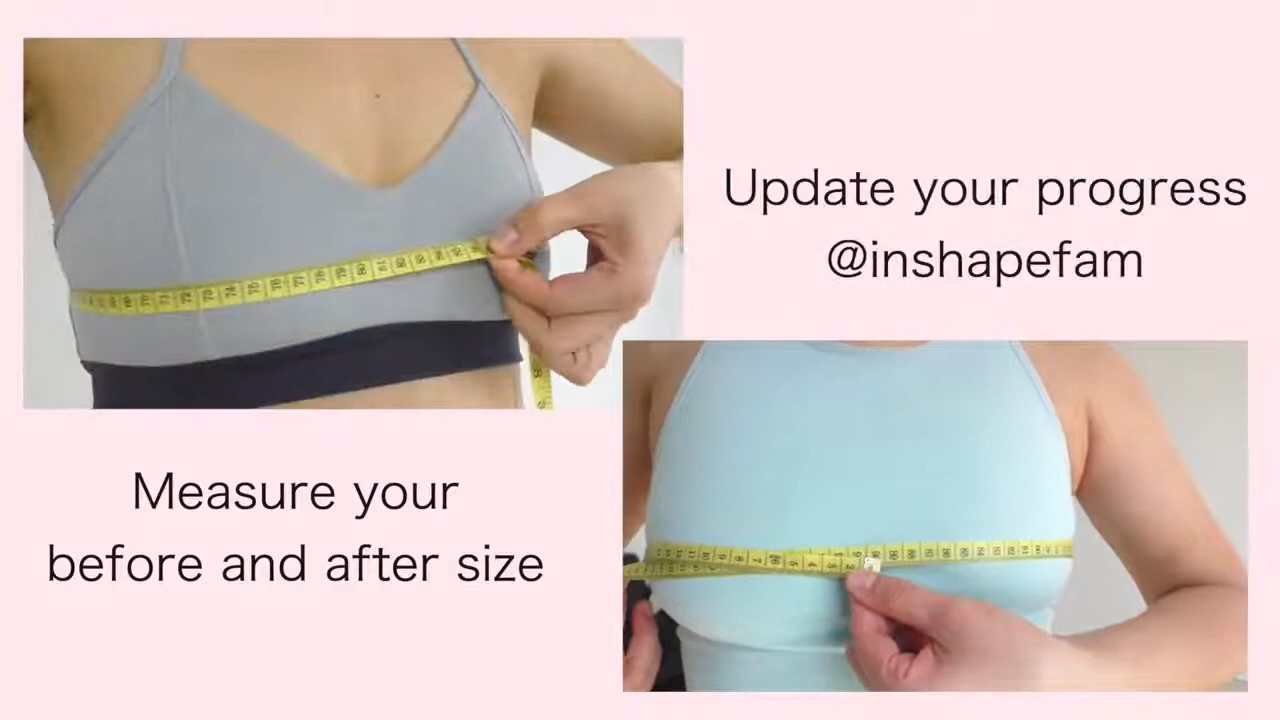 Update your progress
@inshapefam
Measure your
before and after size